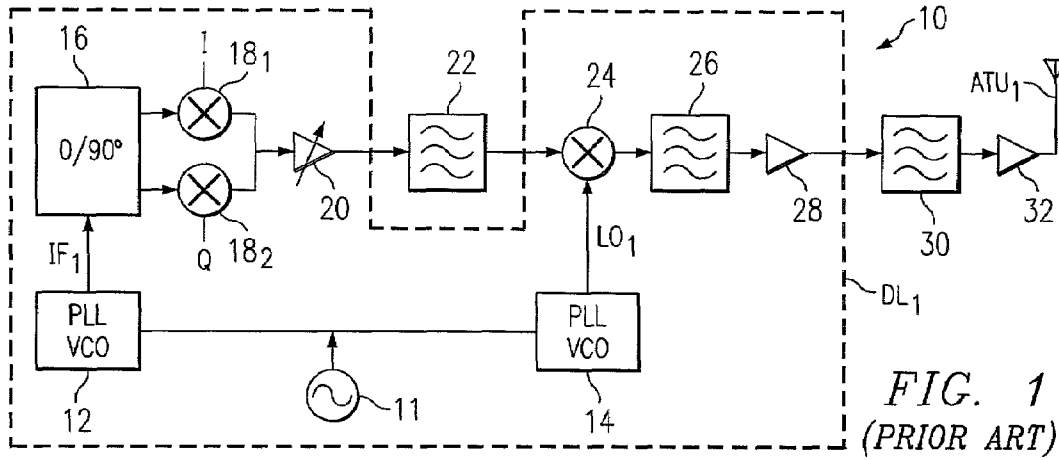 10
16
I
18₁
22
24
26
ATU₁
0/90°
20
28
30
32
Q
18₂
IF₁
LO₁
DL₁
PLL
VCO
PLL
VCO
12
11
14
FIG. 1
(PRIOR ART)